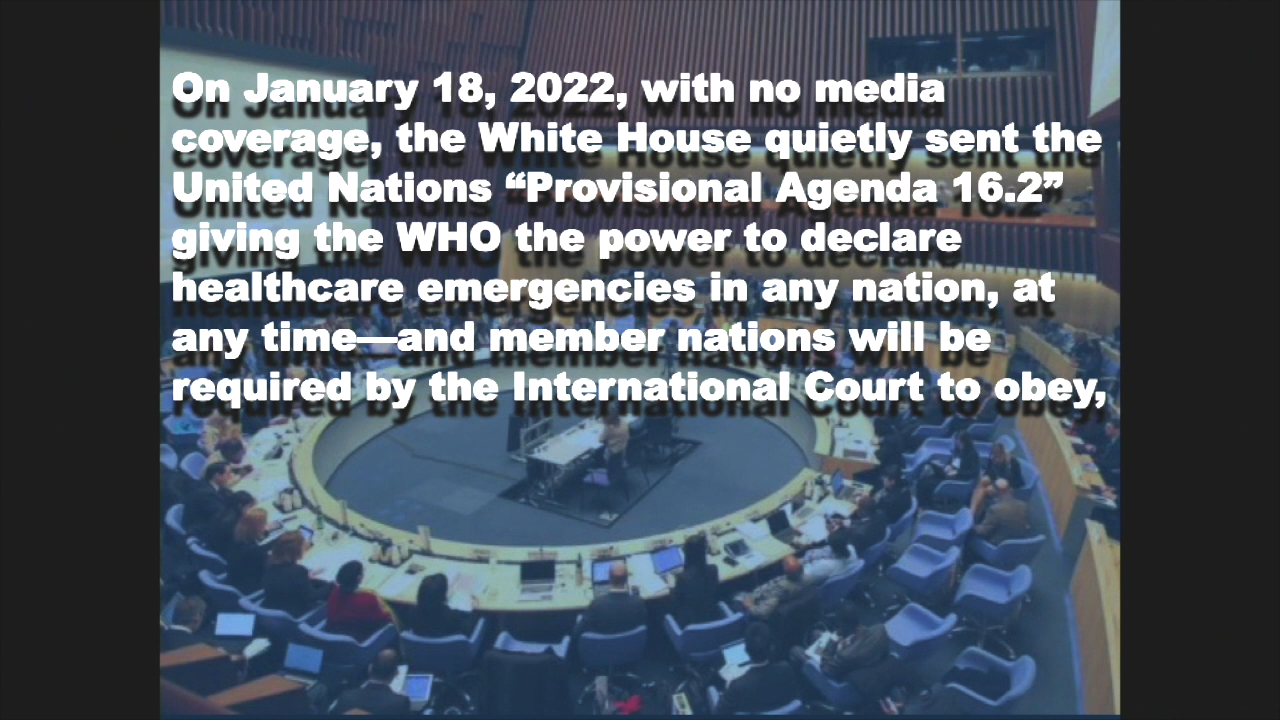 On January 18, 2022, with no media
coverage, the White House quietly sent the
United Nations “Provisional Agenda 16.2”
giving the WHO the power to declare
healthcare emergencies in any nation, at
any time—and member nations will be
required by the International Court to obey,